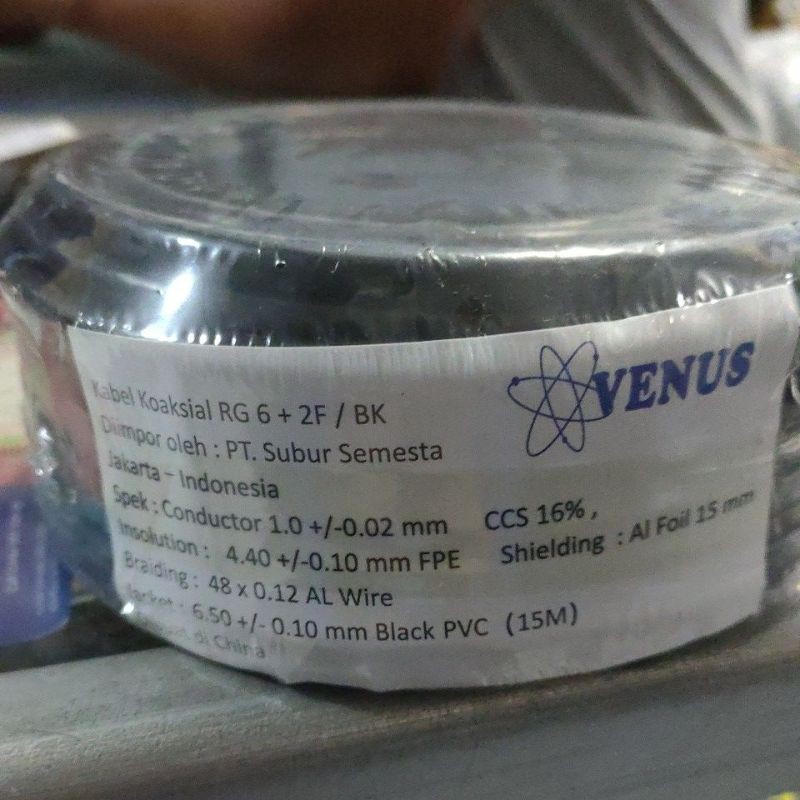 VENUS
Kabel Koaksial RG 6 + 2F / BK
Diimpor oleh : PT. Subur Semesta
Jakarta – Indonesia
Spek : Conductor 1.0 +/-0.02 mm CCS 16% ,
Insolution : 4.40 +/-0.10 mm FPE Shielding : Al Foil 15 mm
Braiding : 48 x 0.12 AL Wire
Jacket : 6.50 +/- 0.10 mm Black PVC (15M)
di China